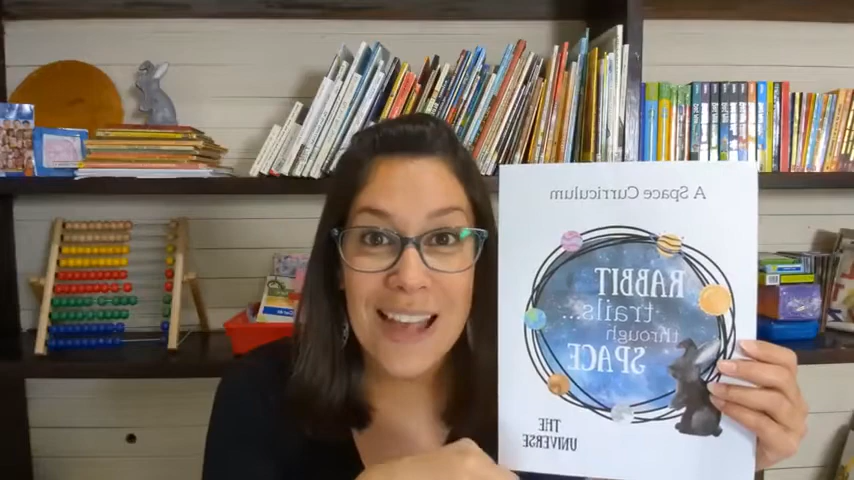 A Space Curriculum
RABBIT
trails...
through
SPACE
THE
UNIVERSE